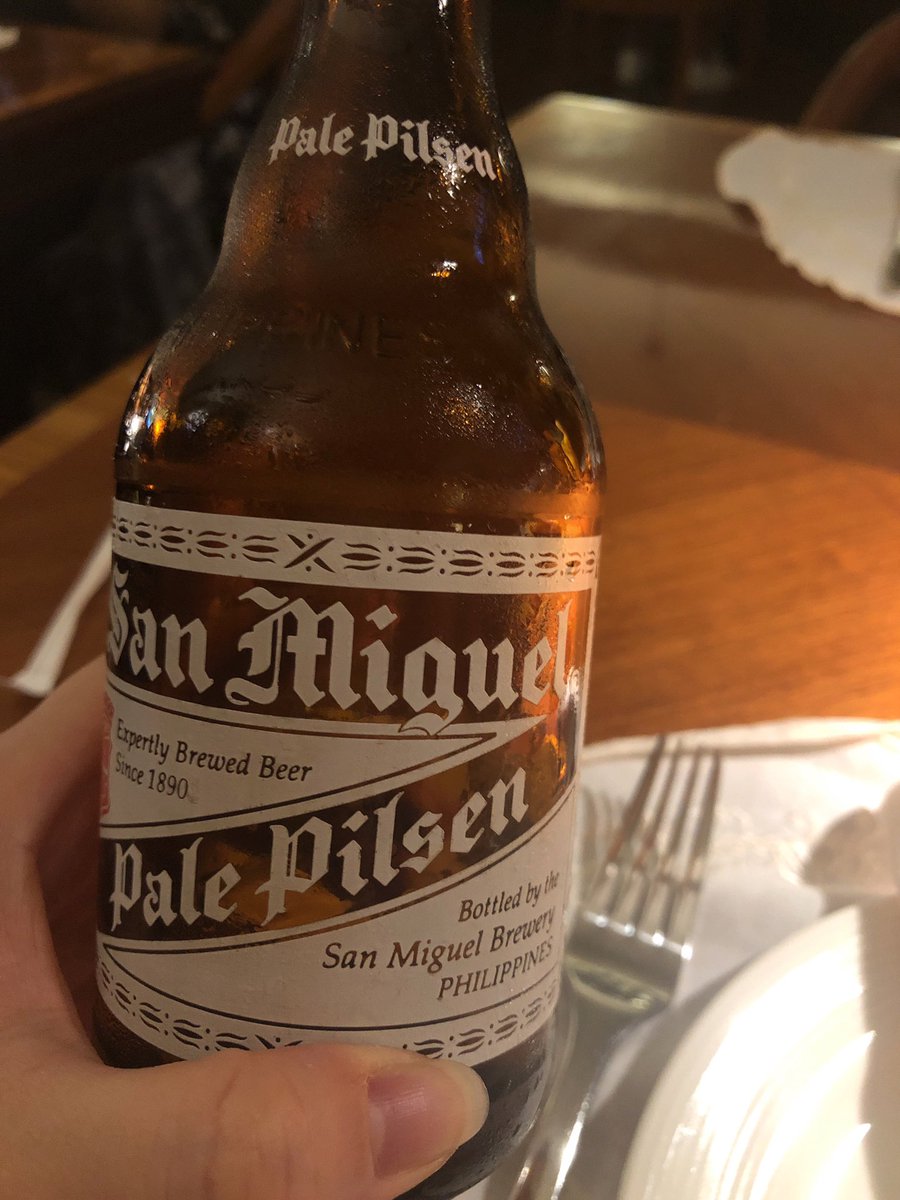 Pale Pilsen
San Miguel
Expertly Brewed Beer
Since 1890
Pale Pilsen
Bottled by the
San Miguel Brewery
PHILIPPINES